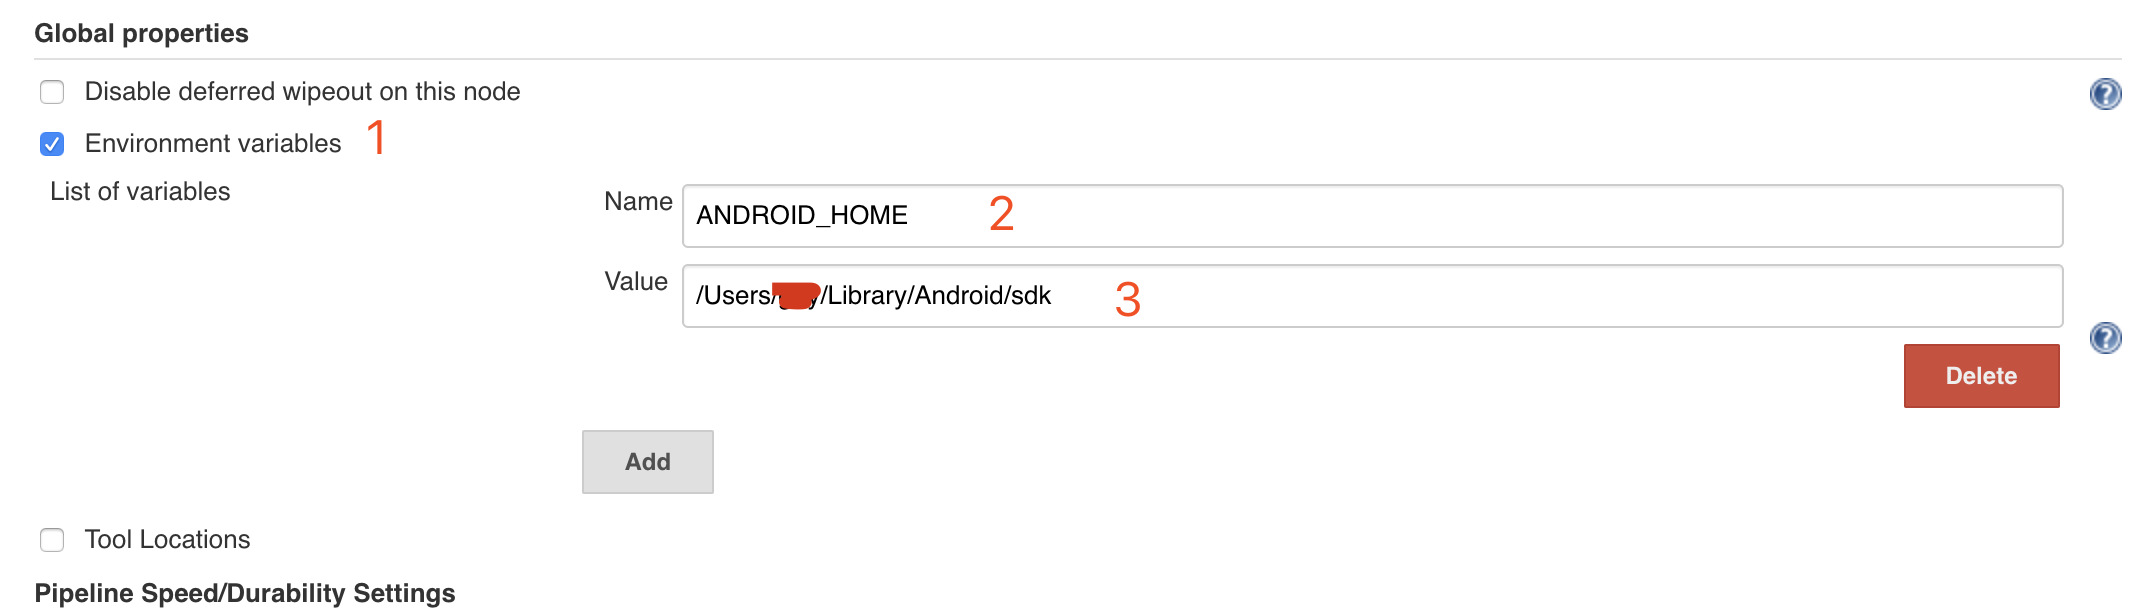 Global properties
Disable deferred wipeout on this node
?
Environment variables 1
List of variables
Name ANDROID_HOME 2
Value /Users/ /Library/Android/sdk 3
?
Delete
Add
Tool Locations
Pipeline Speed/Durability Settings